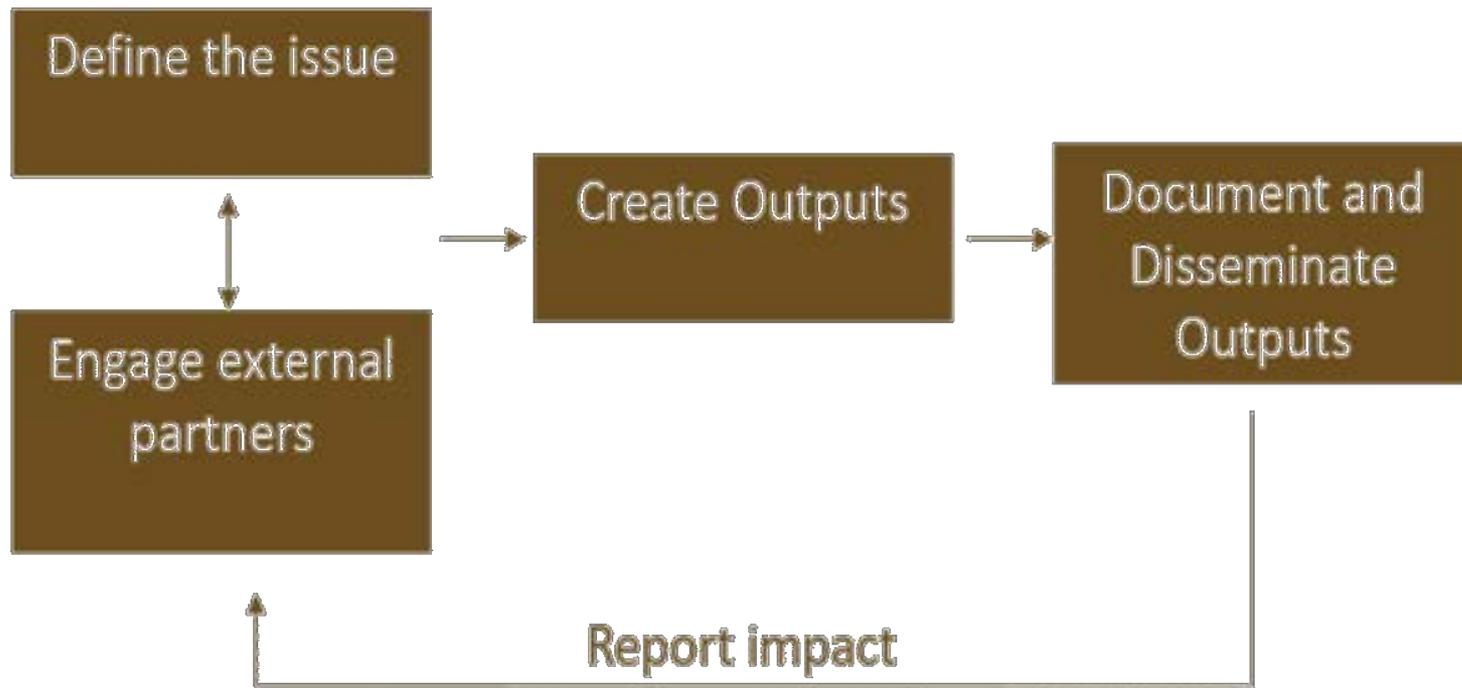 Define the issue
Engage external
partners
Create Outputs
Document and
Disseminate
Outputs
Report impact